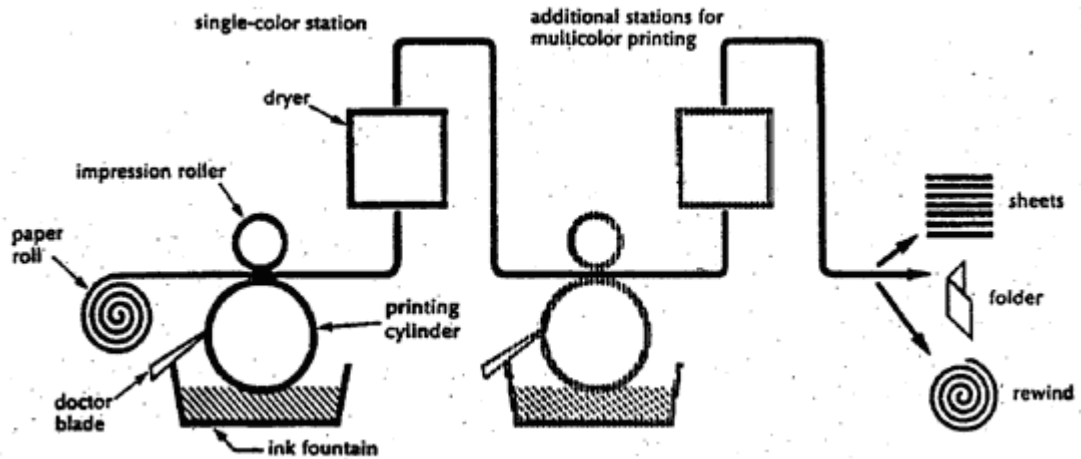 single-color station
additional stations for
multicolor printing
dryer
impression roller
paper
roll
sheets
folder
printing
cylinder
doctor
blade
rewind
ink fountain